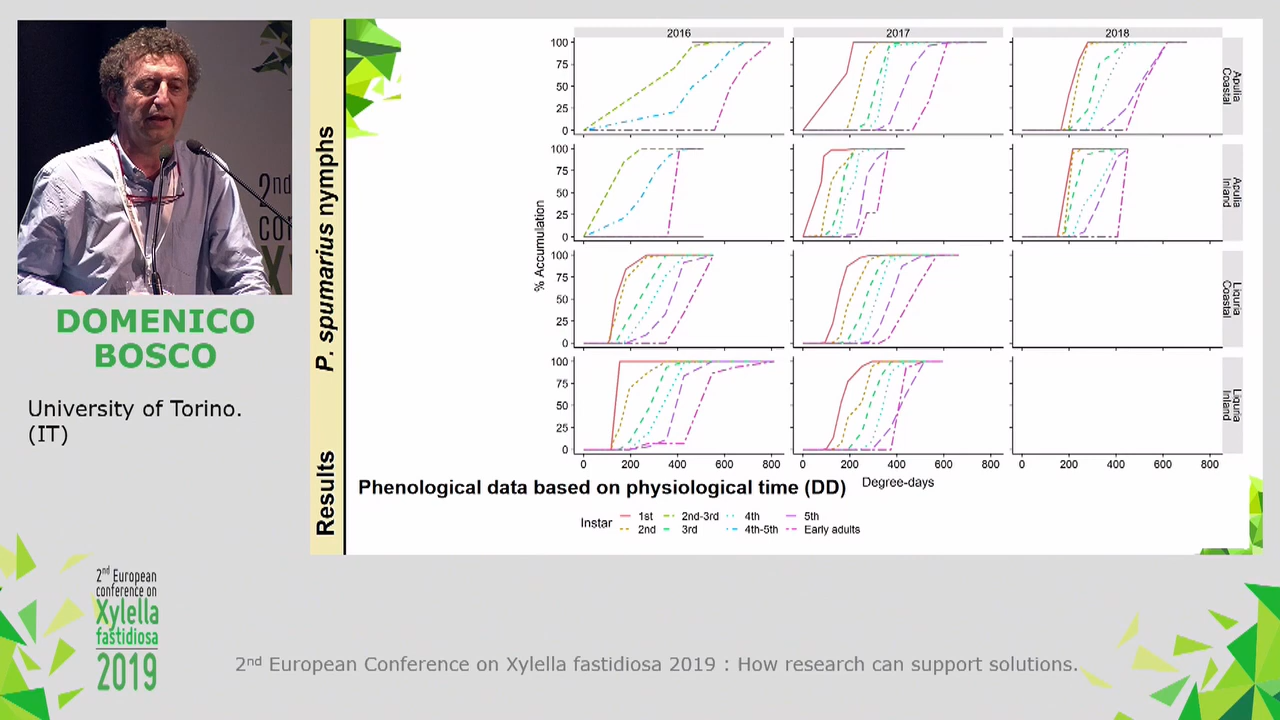 2nd
CON
Xy
DOMENICO
BOSCO
University of Torino.
(IT)
2nd European
conference on
Xylella
fastidiosa
2019
Results P. spumarius nymphs
2016 2017 2018
% Accumulation
100
75
50
25
0
Apulia
Coastal
100
75
50
25
0
Apulia
Inland
100
75
50
25
0
Liguria
Coastal
100
75
50
25
0
Liguria
Inland
0 200 400 600 800 0 200 400 600 800 0 200 400 600 800
Degree-days
Phenological data based on physiological time (DD)
Instar 1st 2nd-3rd 4th 5th
2nd 3rd 4th-5th Early adults
2nd European Conference on Xylella fastidiosa 2019 : How research can support solutions.